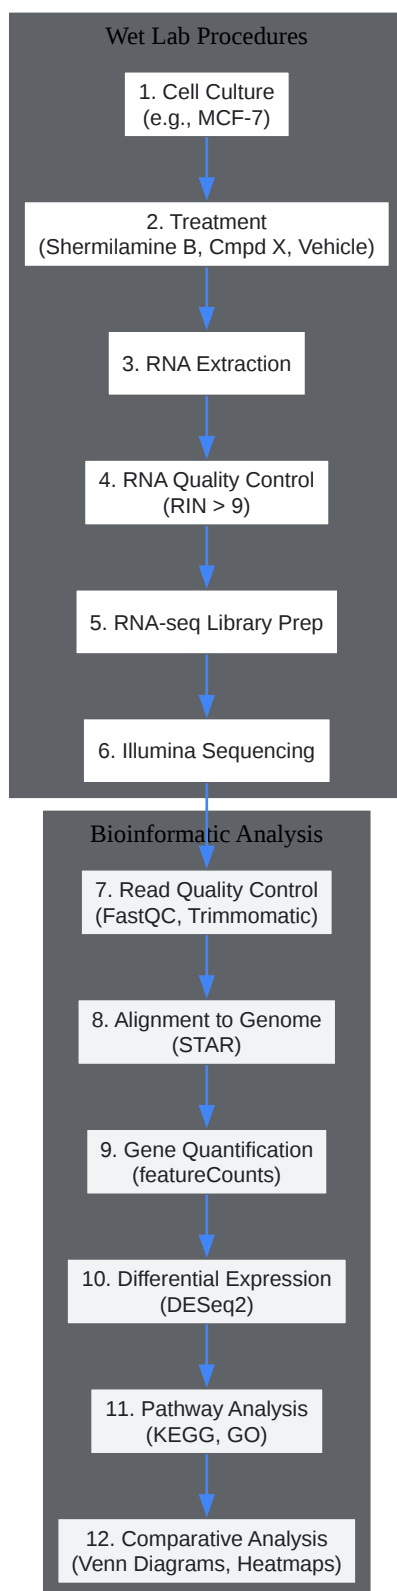 Wet Lab Procedures
1. Cell Culture
(e.g., MCF-7)
2. Treatment
(Shermilamine B, Cmpd X, Vehicle)
3. RNA Extraction
4. RNA Quality Control
(RIN > 9)
5. RNA-seq Library Prep
6. Illumina Sequencing
Bioinformatic Analysis
7. Read Quality Control
(FastQC, Trimmomatic)
8. Alignment to Genome
(STAR)
9. Gene Quantification
(featureCounts)
10. Differential Expression
(DESeq2)
11. Pathway Analysis
(KEGG, GO)
12. Comparative Analysis
(Venn Diagrams, Heatmaps)